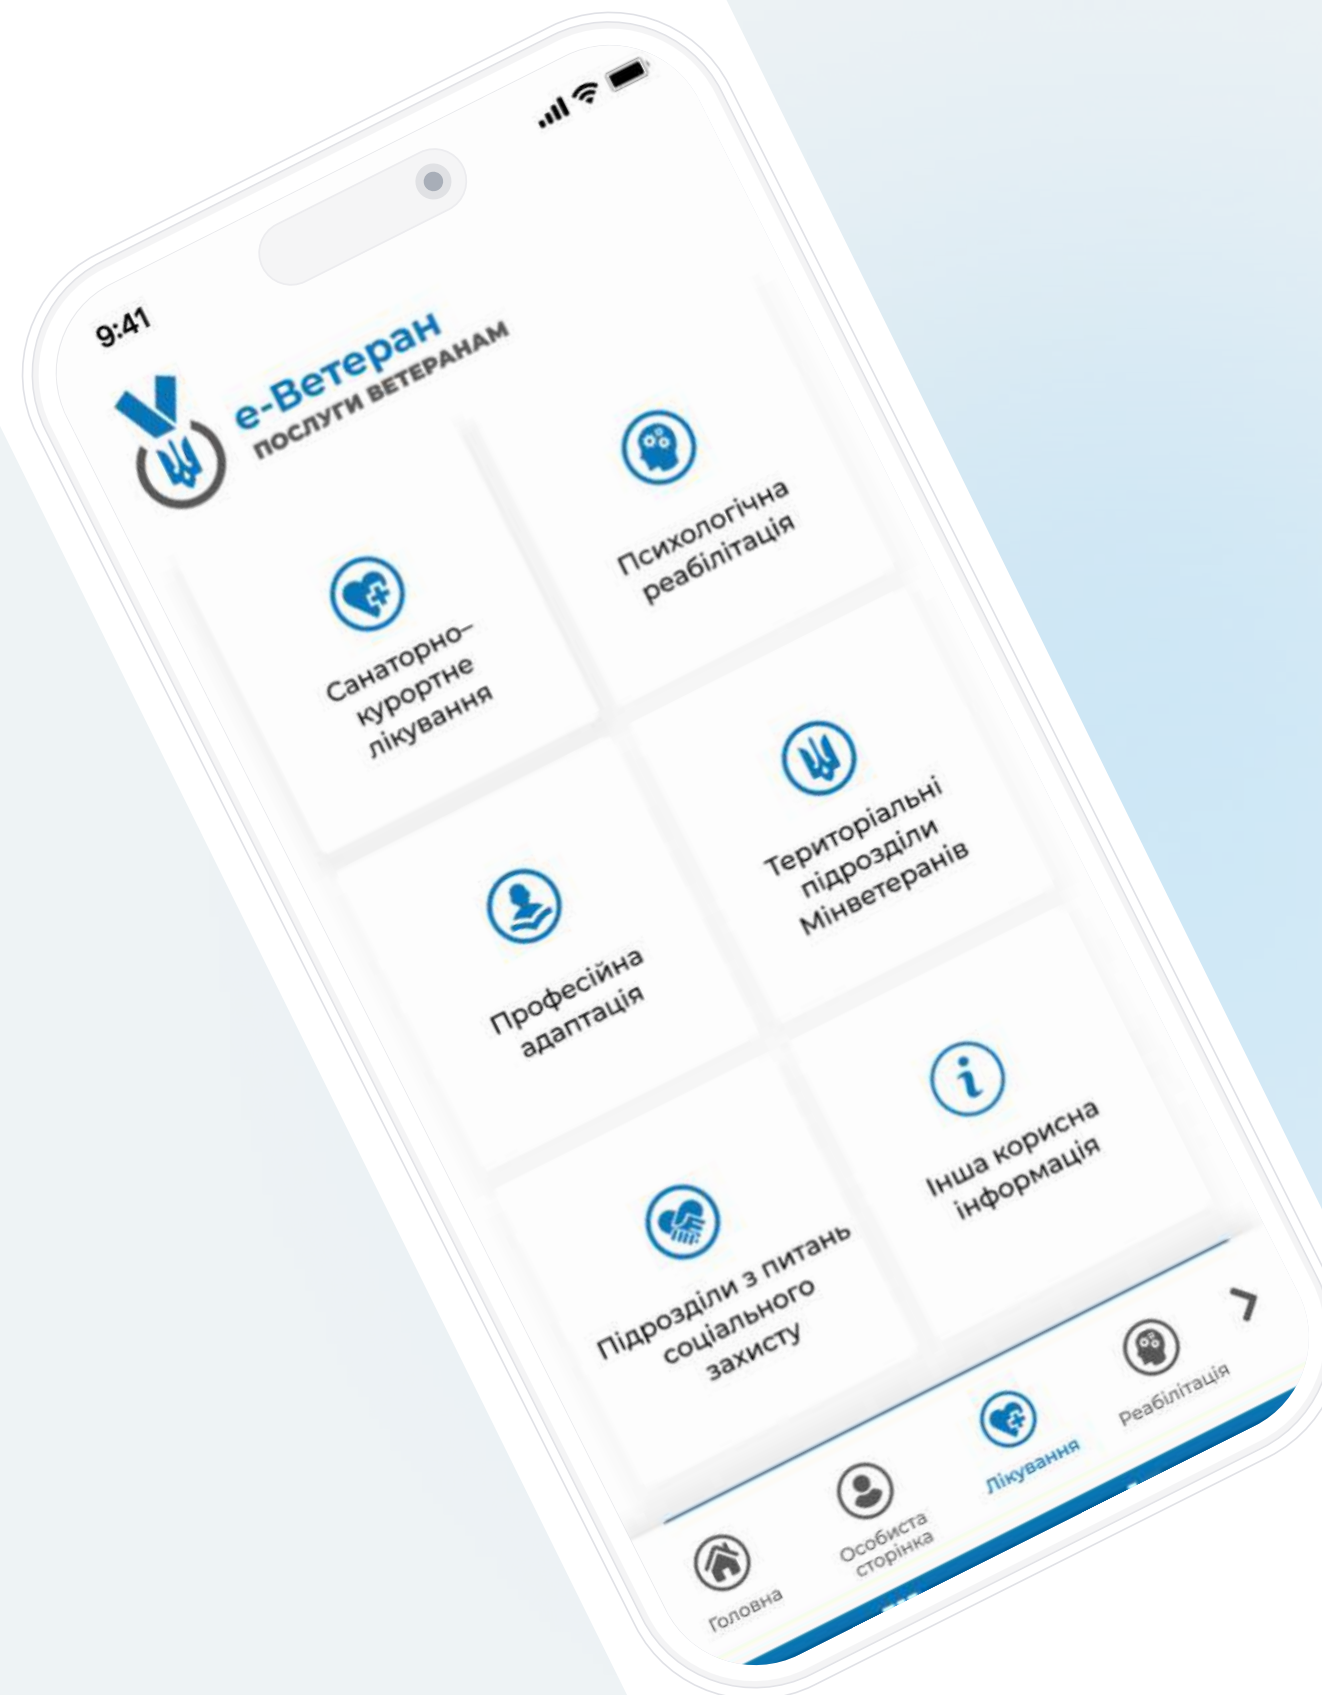 9:41
е-Ветеран
ПОСЛУГИ ВЕТЕРАНАМ
Санаторно–
курортне
лікування
Психологічна
реабілітація
Професійна
адаптація
Територіальні
підрозділи
Мінветеранів
Підрозділи з питань
соціального
захисту
Інша корисна
інформація
Головна
Особиста
сторінка
Лікування
Реабілітація